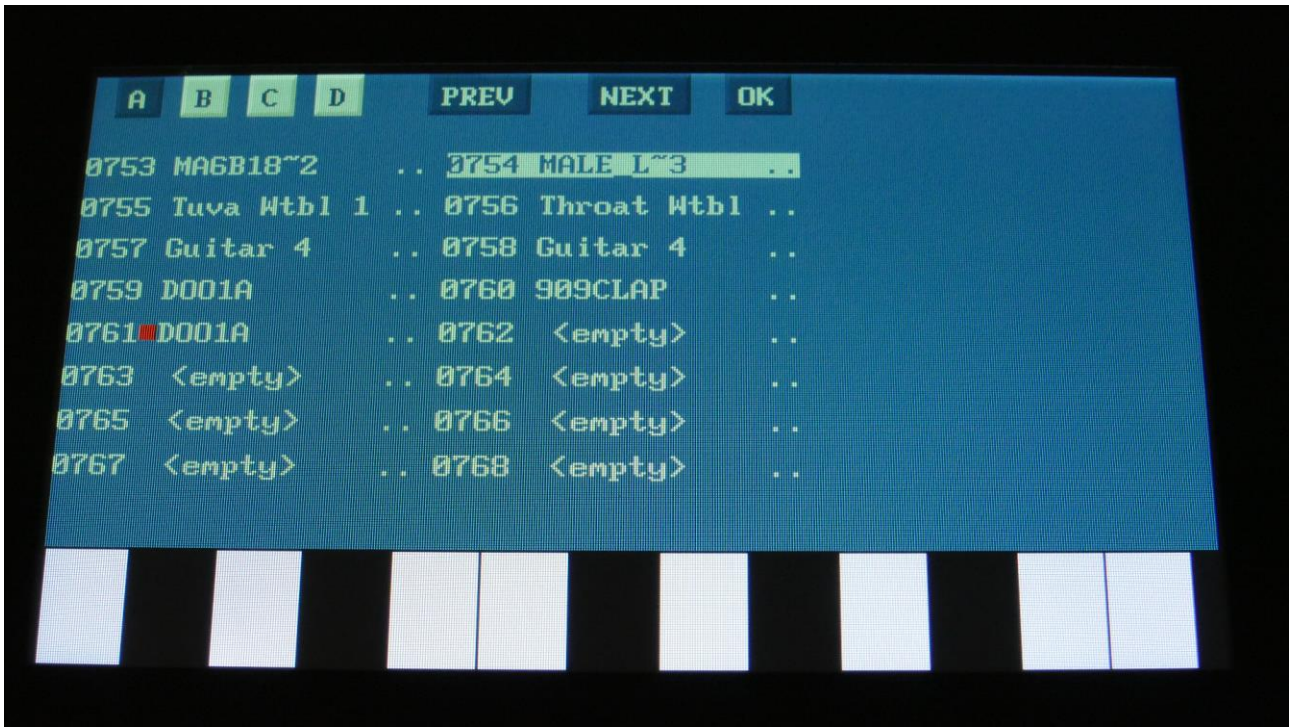 A B C D PREV NEXT OK
0753 MA6B18~2 .. 0754 MALE_L~3 ..
0755 Tuva Wtbl 1 .. 0756 Throat Wtbl ..
0757 Guitar 4 .. 0758 Guitar 4 ..
0759 DOO1A .. 0760 909CLAP ..
0761 DOO1A .. 0762 <empty> ..
0763 <empty> .. 0764 <empty> ..
0765 <empty> .. 0766 <empty> ..
0767 <empty> .. 0768 <empty> ..